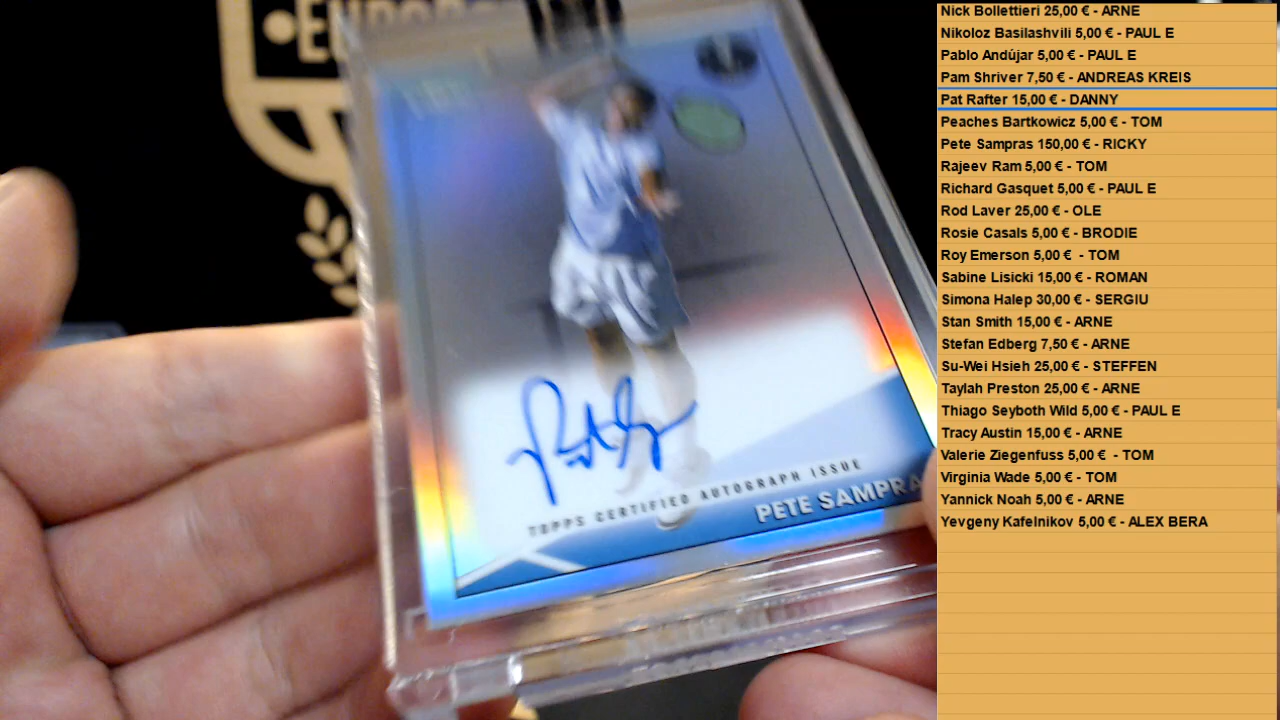 TOPPS CERTIFIED AUTOGRAPH ISSUE
PETE SAMPRA
Nick Bollettieri 25,00 € - ARNE
Nikoloz Basilashvili 5,00 € - PAUL E
Pablo Andújar 5,00 € - PAUL E
Pam Shriver 7,50 € - ANDREAS KREIS
Pat Rafter 15,00 € - DANNY
Peaches Bartkowicz 5,00 € - TOM
Pete Sampras 150,00 € - RICKY
Rajeev Ram 5,00 € - TOM
Richard Gasquet 5,00 € - PAUL E
Rod Laver 25,00 € - OLE
Rosie Casals 5,00 € - BRODIE
Roy Emerson 5,00 € - TOM
Sabine Lisicki 15,00 € - ROMAN
Simona Halep 30,00 € - SERGIU
Stan Smith 15,00 € - ARNE
Stefan Edberg 7,50 € - ARNE
Su-Wei Hsieh 25,00 € - STEFFEN
Taylah Preston 25,00 € - ARNE
Thiago Seyboth Wild 5,00 € - PAUL E
Tracy Austin 15,00 € - ARNE
Valerie Ziegenfuss 5,00 € - TOM
Virginia Wade 5,00 € - TOM
Yannick Noah 5,00 € - ARNE
Yevgeny Kafelnikov 5,00 € - ALEX BERA